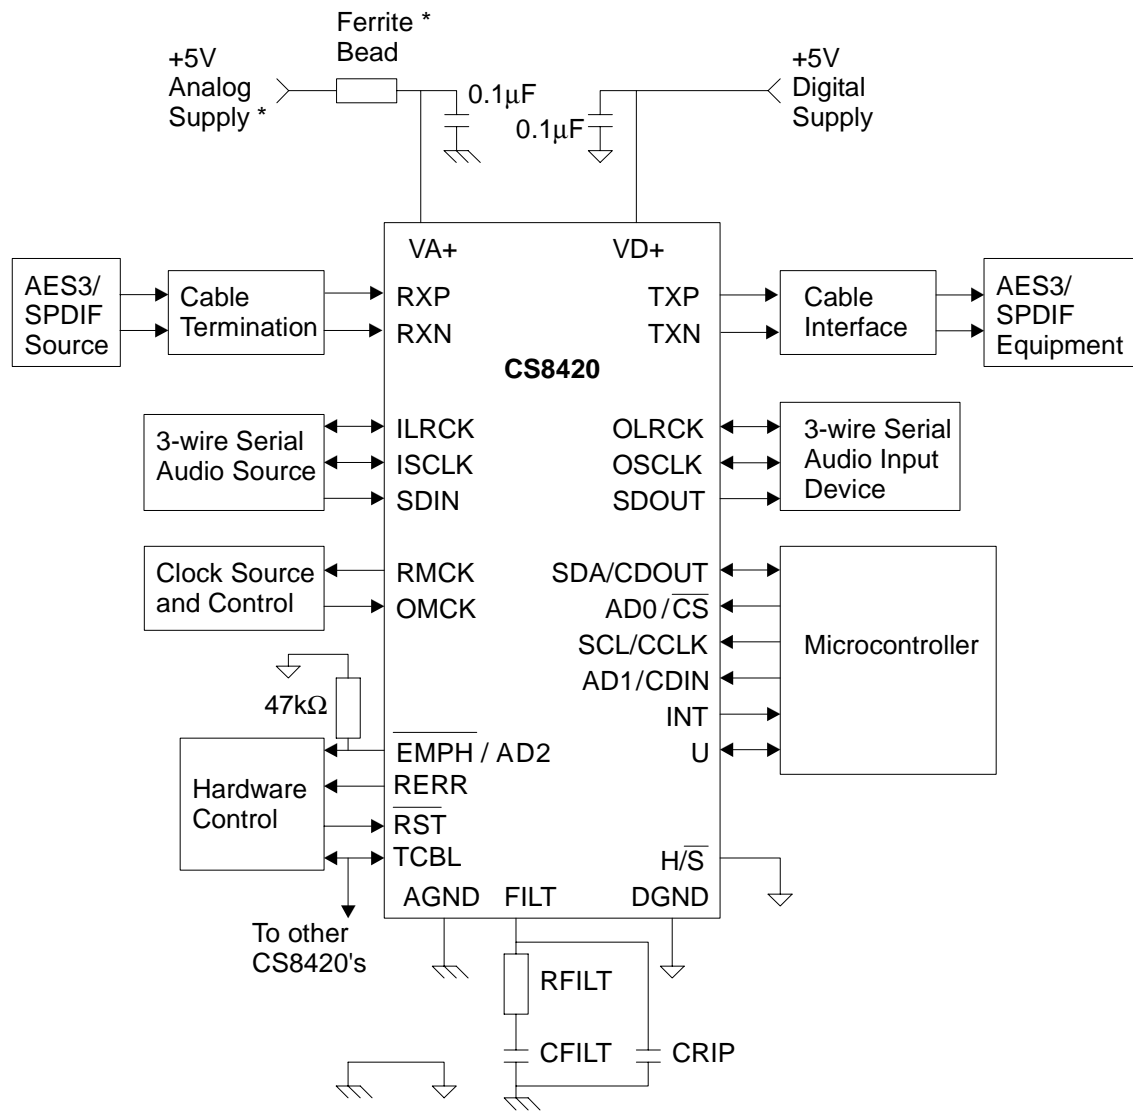 Ferrite *
Bead
+5V
Analog
Supply *
0.1µF
0.1µF
+5V
Digital
Supply
VA+
VD+
AES3/
SPDIF
Source
Cable
Termination
RXP
RXN
TXP
TXN
Cable
Interface
AES3/
SPDIF
Equipment
CS8420
3-wire Serial
Audio Source
ILRCK
ISCLK
SDIN
OLRCK
OSCLK
SDOUT
3-wire Serial
Audio Input
Device
Clock Source
and Control
RMCK
OMCK
SDA/CDOUT
AD0/C̅S̅
SCL/CCLK
AD1/CDIN
INT
U
Microcontroller
47kΩ
E̅M̅P̅H̅ / AD2
RERR
R̅S̅T̅
TCBL
Hardware
Control
H/S̅
AGND
FILT
DGND
To other
CS8420's
RFILT
CFILT
CRIP